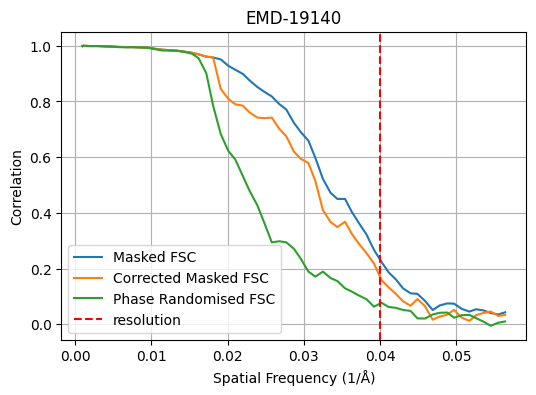 EMD-19140
1.0
0.8
0.6
0.4
0.2
0.0
Correlation
Masked FSC
Corrected Masked FSC
Phase Randomised FSC
resolution
0.00 0.01 0.02 0.03 0.04 0.05
Spatial Frequency (1/Å)